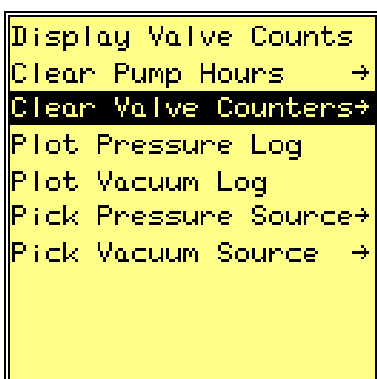 Display Valve Counts
Clear Pump Hours →
Clear Valve Counters→
Plot Pressure Log
Plot Vacuum Log
Pick Pressure Source→
Pick Vacuum Source →